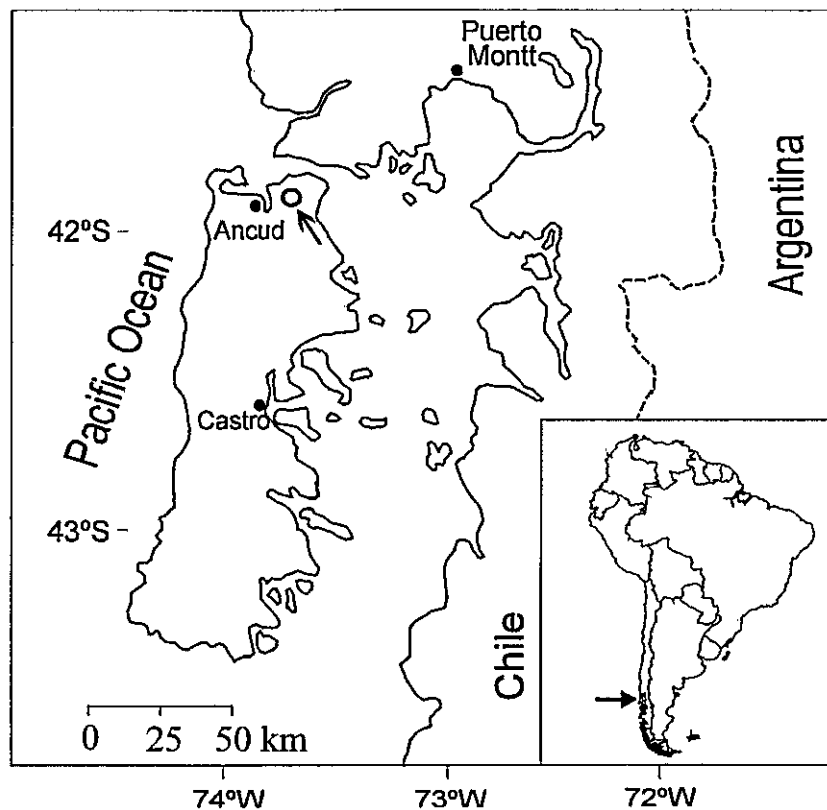 Puerto
Montt
Argentina
42ºS
Ancud
Pacific Ocean
Castro
43ºS
Chile
0 25 50 km
74ºW 73ºW 72ºW